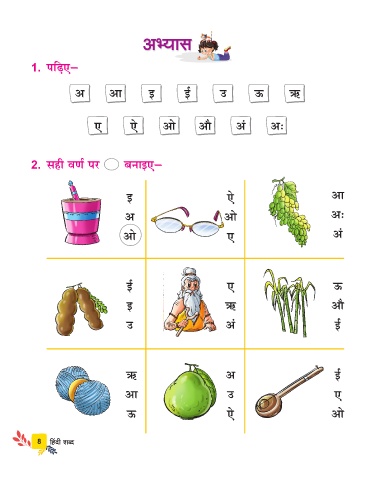 अभ्यास
1. पढ़िए–
अ आ इ ई उ ऊ ऋ
ए ऐ ओ औ अं अः
2. सही वर्ण पर ◯ बनाइए–
इ
अ
ओ
ऐ
ओ
ए
आ
अः
अं
ई
इ
उ
ए
ऋ
अं
ऊ
औ
ई
ऋ
आ
ऊ
अ
उ
ऐ
ई
ए
ओ
8 हिंदी शब्द